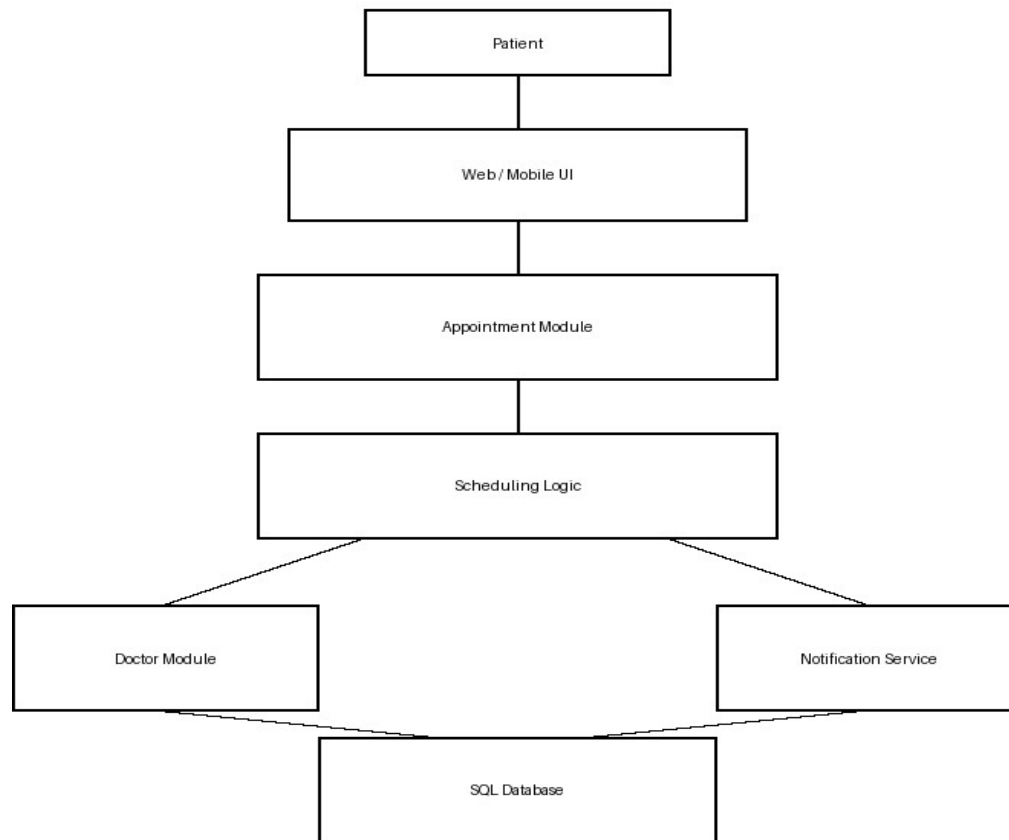 Patient
Web / Mobile UI
Appointment Module
Scheduling Logic
Doctor Module
Notification Service
SQL Database